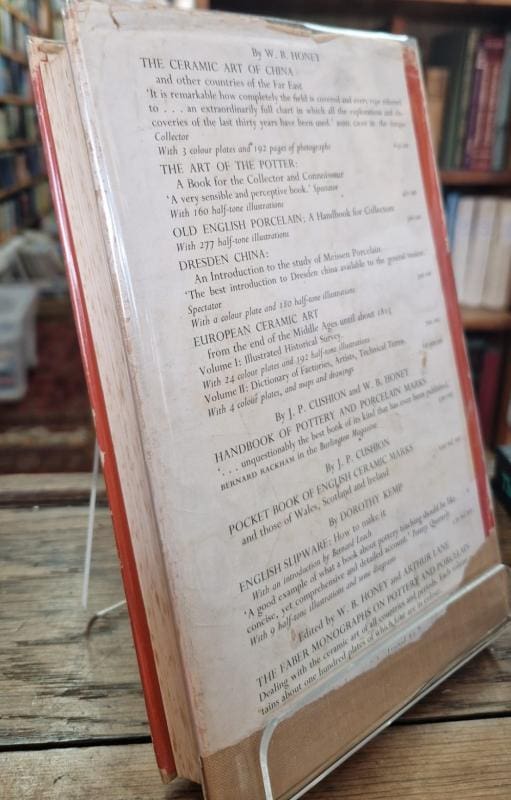 By W. B. HONEY
THE CERAMIC ART OF CHINA
and other countries of the Far East
'It is remarkable how completely the field is covered and every type
to . . . an extraordinarily full chart in which all the explorations and dis-
coveries of the last thirty years have been used.'
Collector
With 3 colour plates and 192 pages of photographs
THE ART OF THE POTTER:
A Book for the Collector and Connoisseur
'A very sensible and perceptive book.' Spectator
With 160 half-tone illustrations
OLD ENGLISH PORCELAIN: A Handbook for Collectors
With 277 half-tone illustrations
DRESDEN CHINA:
An Introduction to the study of Meissen Porcelain
'The best introduction to Dresden china available to the general reader.'
Spectator
With a colour plate and 180 half-tone illustrations
EUROPEAN CERAMIC ART
from the end of the Middle Ages until about 1815
Volume I: Illustrated Historical Survey
With 24 colour plates and 192 half-tone illustrations
Volume II: Dictionary of Factories, Artists, Technical Terms
With 4 colour plates, and maps and drawings
By J. P. CUSHION and W. B. HONEY
HANDBOOK OF POTTERY AND PORCELAIN MARKS
'. . . unquestionably the best book of its kind that has ever been published.'
BERNARD RACKHAM in the Burlington Magazine
By J. P. CUSHION
POCKET BOOK OF ENGLISH CERAMIC MARKS
and those of Wales, Scotland and Ireland
By DOROTHY KEMP
ENGLISH SLIPWARE: How to make it
With an introduction by Bernard Leach
'A good example of what a book about pottery teaching should be like,
concise, yet comprehensive and detailed account.' Pottery Quarterly
With 9 half-tone illustrations and some diagrams
Edited by W. B. HONEY and ARTHUR LANE
THE FABER MONOGRAPHS ON POTTERY AND PORCELAIN
Dealing with the ceramic art of all countries and periods. Each volume
tains about one hundred plates of which four are in colour.